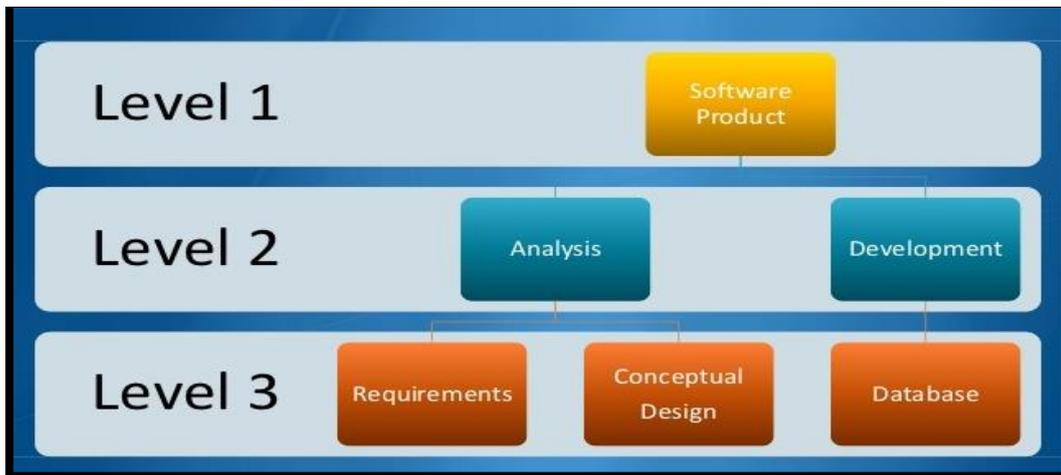 Level 1
Software
Product
Level 2
Analysis
Development
Level 3
Requirements
Conceptual
Design
Database